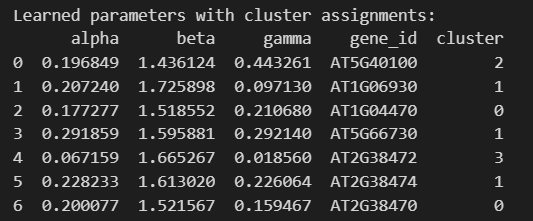 Learned parameters with cluster assignments:
alpha beta gamma gene_id cluster
0 0.196849 1.436124 0.443261 AT5G40100 2
1 0.207240 1.725898 0.097130 AT1G06930 1
2 0.177277 1.518552 0.210680 AT1G04470 0
3 0.291859 1.595881 0.292140 AT5G66730 1
4 0.067159 1.665267 0.018560 AT2G38472 3
5 0.228233 1.613020 0.226064 AT2G38474 1
6 0.200077 1.521567 0.159467 AT2G38470 0